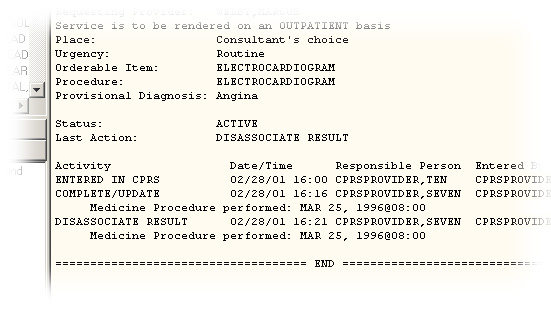 Service is to be rendered on an OUTPATIENT basis
Place: Consultant's choice
Urgency: Routine
Orderable Item: ELECTROCARDIOGRAM
Procedure: ELECTROCARDIOGRAM
Provisional Diagnosis: Angina
Status: ACTIVE
Last Action: DISASSOCIATE RESULT
Activity Date/Time Responsible Person Entered
ENTERED IN CPRS 02/28/01 16:00 CPRSPROVIDER,TEN CPRSPROVIDE
COMPLETE/UPDATE 02/28/01 16:16 CPRSPROVIDER,SEVEN CPRSPROVIDE
Medicine Procedure performed: MAR 25, 1996@08:00
DISASSOCIATE RESULT 02/28/01 16:21 CPRSPROVIDER,SEVEN CPRSPROVIDE
Medicine Procedure performed: MAR 25, 1996@08:00
==================================== END ==============================